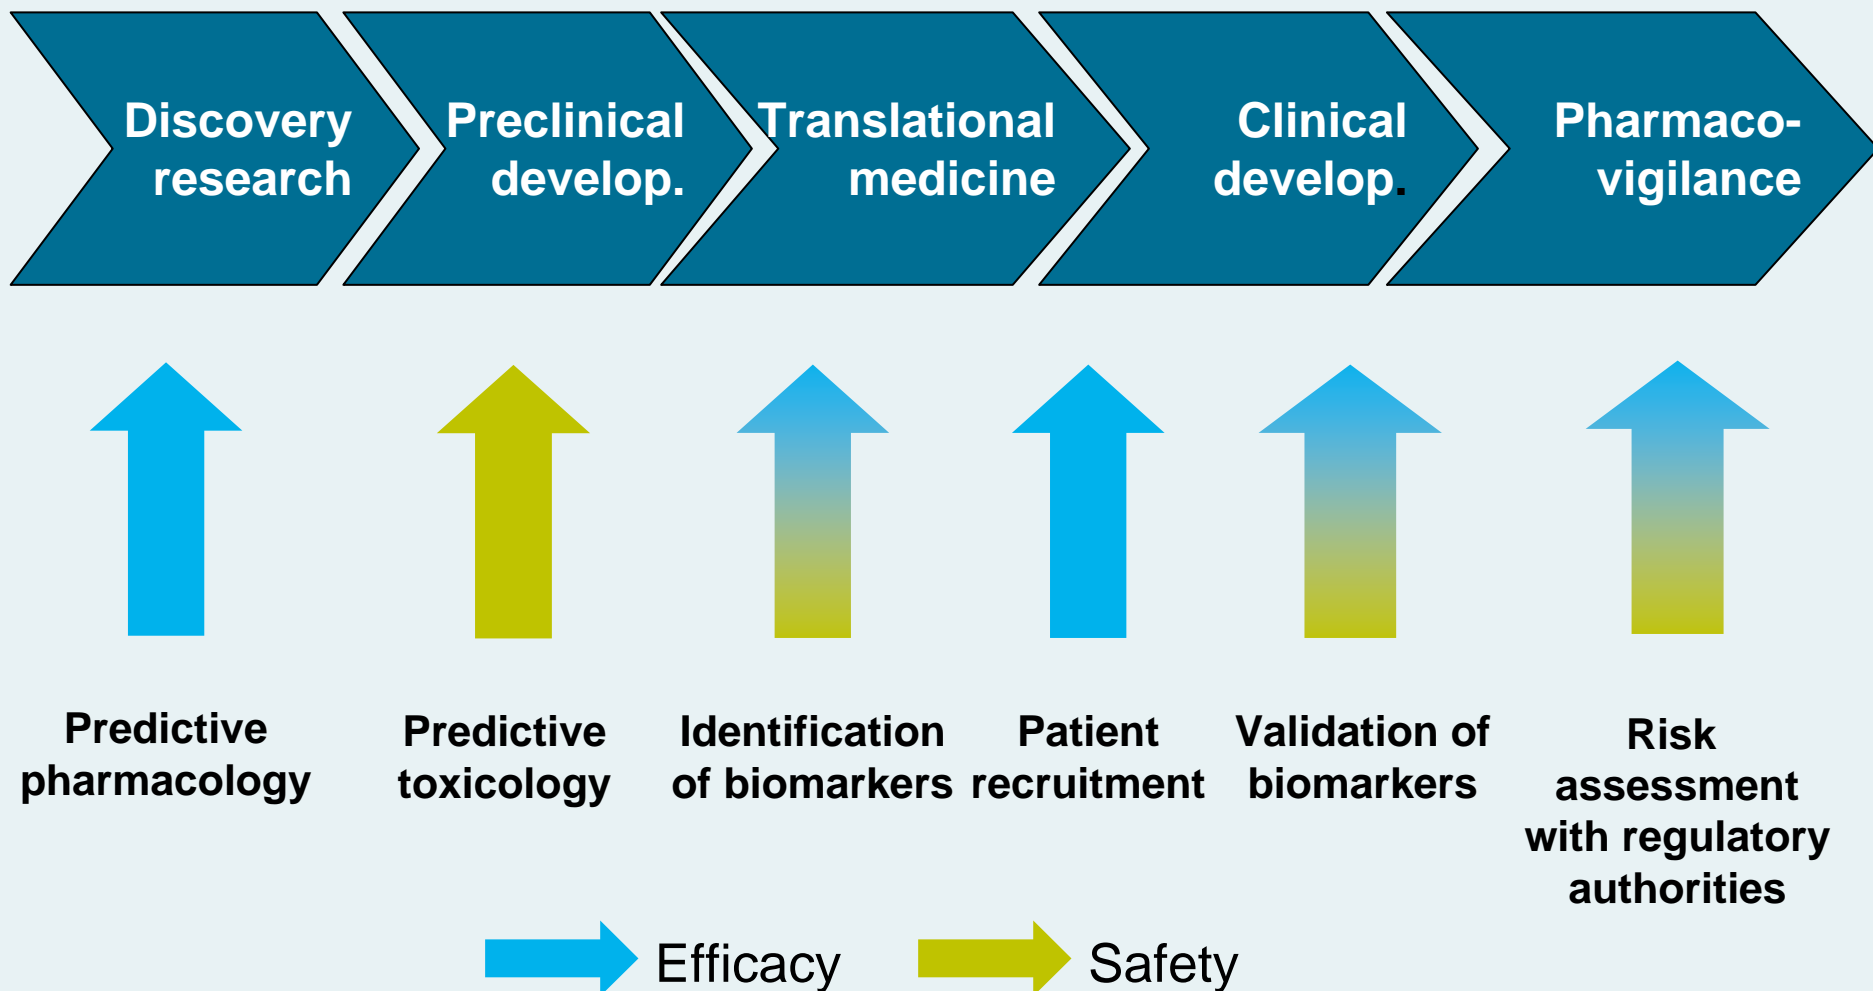 Discovery
research
Preclinical
develop.
Translational
medicine
Clinical
develop.
Pharmaco-
vigilance
Predictive
pharmacology
Predictive
toxicology
Identification
of biomarkers
Patient
recruitment
Validation of
biomarkers
Risk
assessment
with regulatory
authorities
Efficacy
Safety